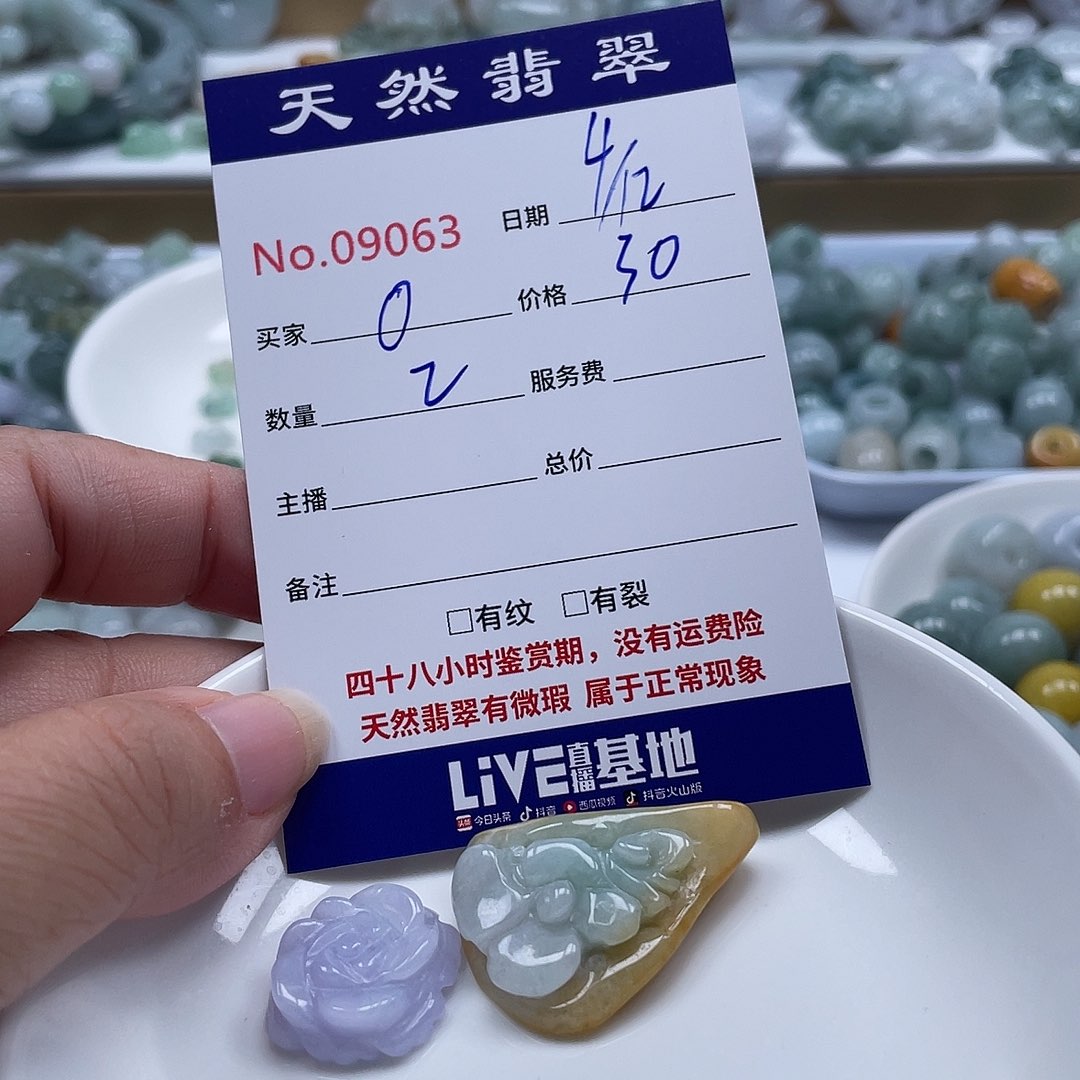 天然翡翠
No.09063 日期 4/12
买家 0 价格 30
数量 2 服务费
主播 总价
备注
□有纹 □有裂
四十八小时鉴赏期，没有运费险
天然翡翠有微瑕 属于正常现象
LiVE直播基地
头条 今日头条 抖音 西瓜视频 抖音火山版